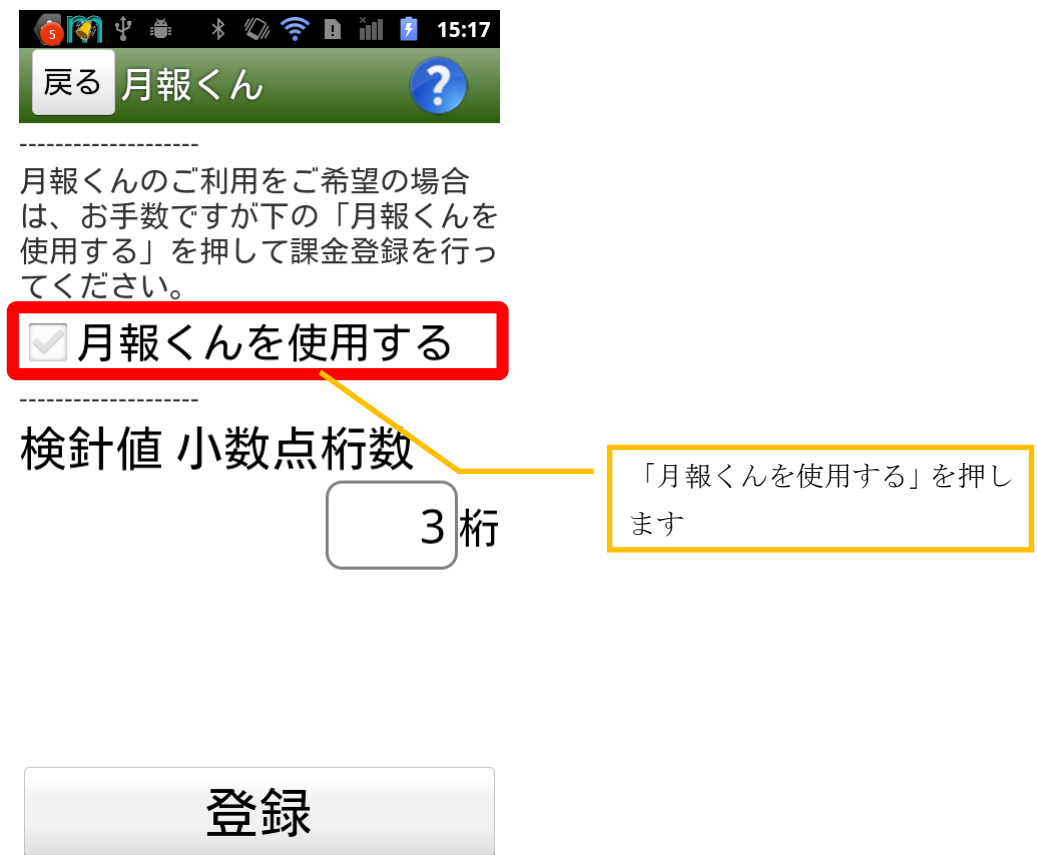 5 15:17
戻る 月報くん ?
--------------------
月報くんのご利用をご希望の場合
は、お手数ですが下の「月報くんを
使用する」を押して課金登録を行っ
てください。
月報くんを使用する
--------------------
検針値 小数点桁数
3桁
「月報くんを使用する」を押し
ます
登録